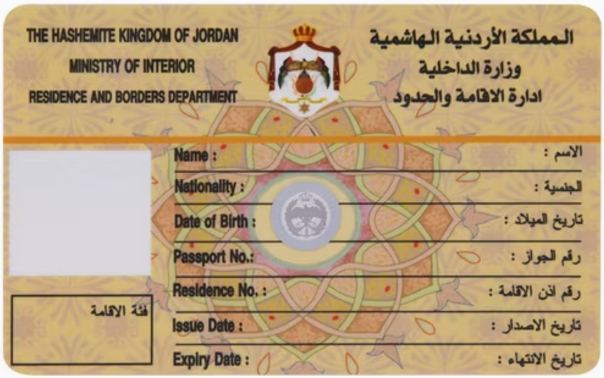 THE HASHEMITE KINGDOM OF JORDAN
المملكة الأردنية الهاشمية
MINISTRY OF INTERIOR
وزارة الداخلية
RESIDENCE AND BORDERS DEPARTMENT
ادارة الاقامة والحدود
Name :
الاسم :
Nationality :
الجنسية :
Date of Birth :
تاريخ الميلاد :
Passport No.:
رقم الجواز :
Residence No. :
رقم اذن الاقامة :
Issue Date :
تاريخ الاصدار :
Expiry Date :
تاريخ الانتهاء :
فئة الاقامة